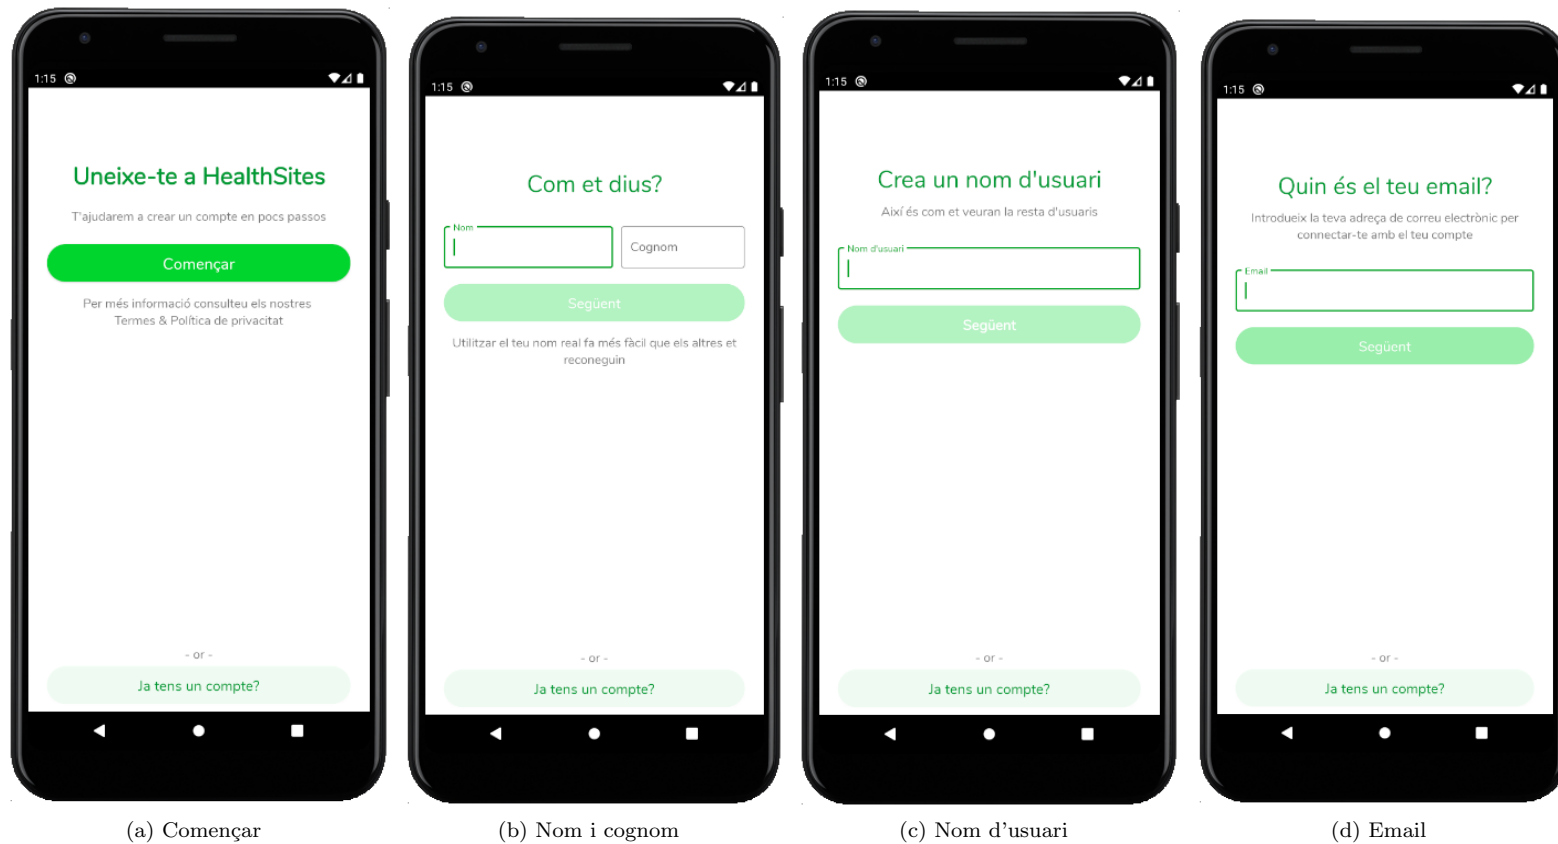 1:15
Uneixe-te a HealthSites
T'ajudarem a crear un compte en pocs passos
Començar
Per més informació consulteu els nostres
Termes & Política de privacitat
- or -
Ja tens un compte?
(a) Començar
1:15
Com et dius?
Nom
Cognom
Següent
Utilitzar el teu nom real fa més fàcil que els altres et
reconeguin
- or -
Ja tens un compte?
(b) Nom i cognom
1:15
Crea un nom d'usuari
Així és com et veuran la resta d'usuaris
Nom d'usuari
Següent
- or -
Ja tens un compte?
(c) Nom d'usuari
1:15
Quin és el teu email?
Introdueix la teva adreça de correu electrònic per
connectar-te amb el teu compte
Email
Següent
- or -
Ja tens un compte?
(d) Email